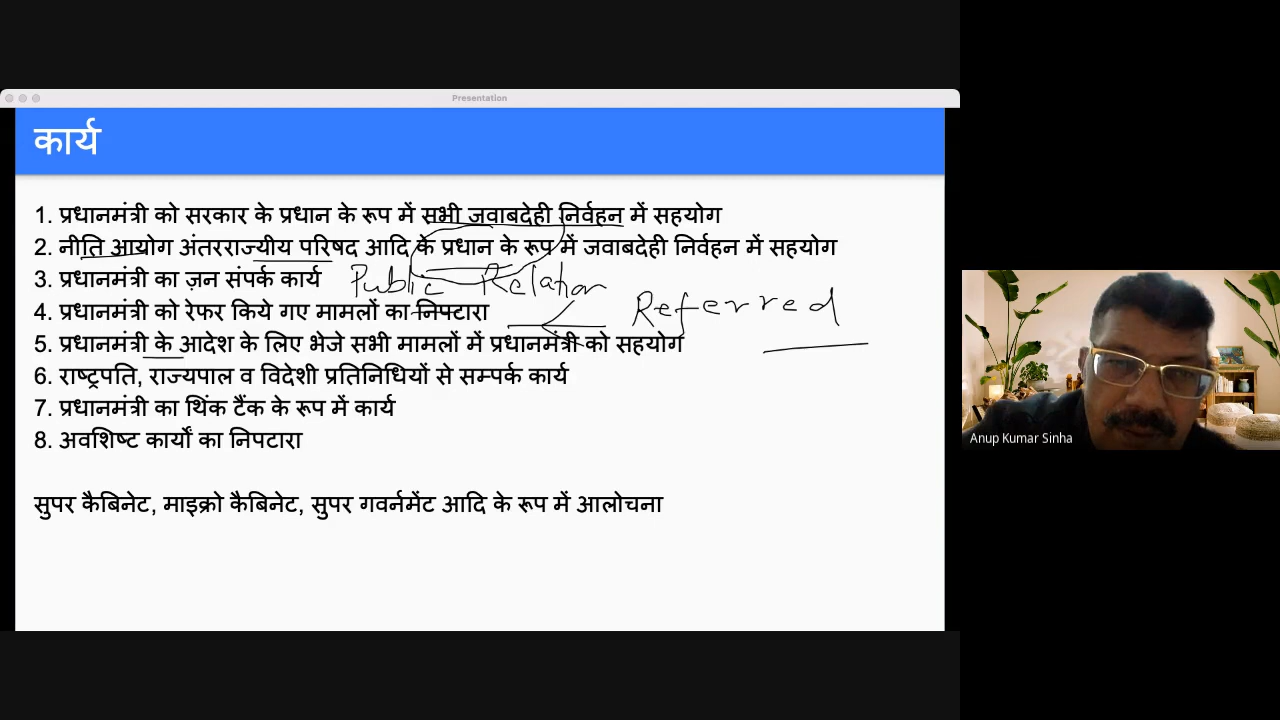 Presentation
कार्य
1. प्रधानमंत्री को सरकार के प्रधान के रूप में सभी जवाबदेही निर्वहन में सहयोग
2. नीति आयोग अंतरराज्यीय परिषद आदि के प्रधान के रूप में जवाबदेही निर्वहन में सहयोग
3. प्रधानमंत्री का ज़न संपर्क कार्य Public Relation
4. प्रधानमंत्री को रेफर किये गए मामलों का निपटारा Referred
5. प्रधानमंत्री के आदेश के लिए भेजे सभी मामलों में प्रधानमंत्री को सहयोग
6. राष्ट्रपति, राज्यपाल व विदेशी प्रतिनिधियों से सम्पर्क कार्य
7. प्रधानमंत्री का थिंक टैंक के रूप में कार्य
8. अवशिष्ट कार्यों का निपटारा
सुपर कैबिनेट, माइक्रो कैबिनेट, सुपर गवर्नमेंट आदि के रूप में आलोचना
Anup Kumar Sinha